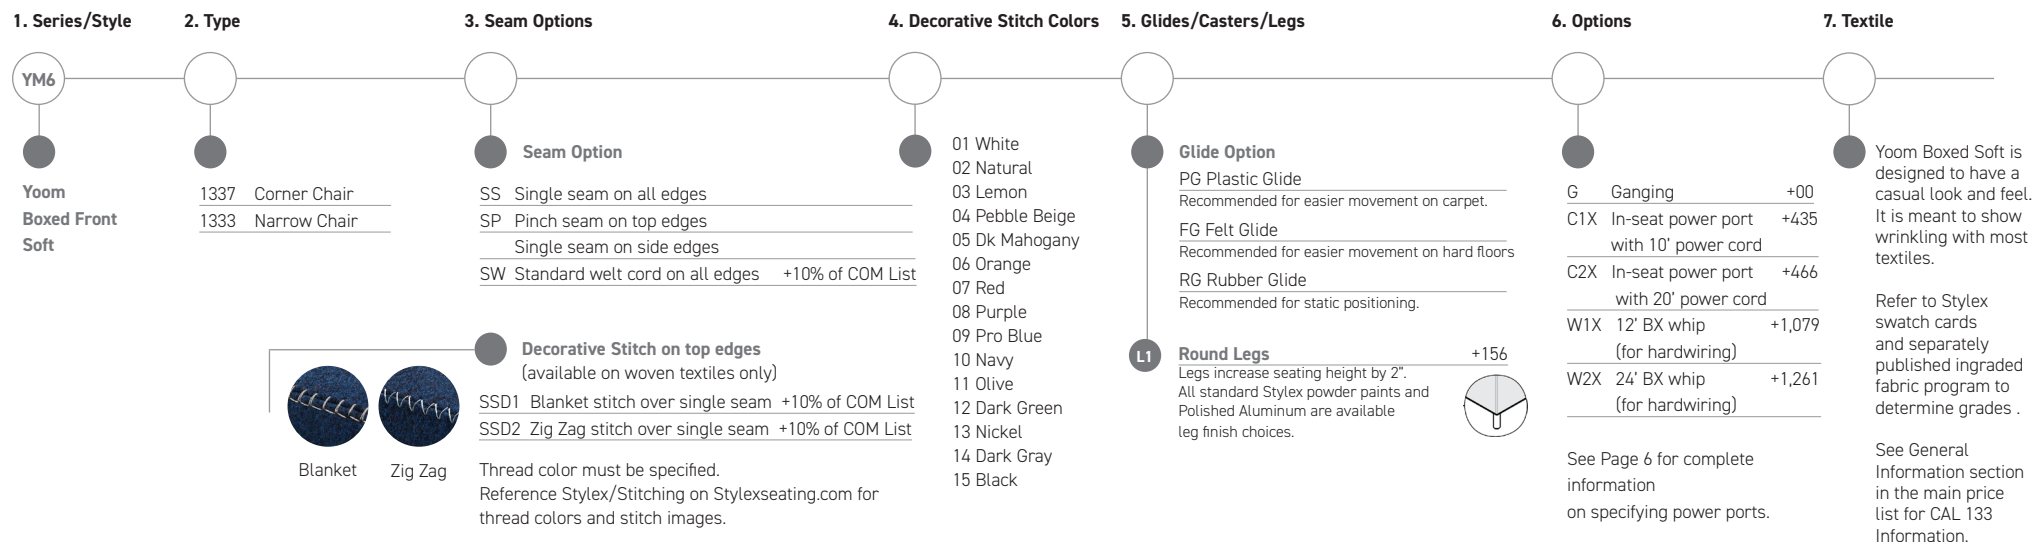 1. Series/Style
2. Type
3. Seam Options
4. Decorative Stitch Colors
5. Glides/Casters/Legs
6. Options
7. Textile
YM6
Yoom
Boxed Front
Soft
1337 Corner Chair
1333 Narrow Chair
Seam Option
SS Single seam on all edges
SP Pinch seam on top edges
Single seam on side edges
SW Standard welt cord on all edges +10% of COM List
Decorative Stitch on top edges
(available on woven textiles only)
SSD1 Blanket stitch over single seam +10% of COM List
SSD2 Zig Zag stitch over single seam +10% of COM List
Blanket
Zig Zag
Thread color must be specified.
Reference Stylex/Stitching on Stylexseating.com for
thread colors and stitch images.
01 White
02 Natural
03 Lemon
04 Pebble Beige
05 Dk Mahogany
06 Orange
07 Red
08 Purple
09 Pro Blue
10 Navy
11 Olive
12 Dark Green
13 Nickel
14 Dark Gray
15 Black
Glide Option
PG Plastic Glide
Recommended for easier movement on carpet.
FG Felt Glide
Recommended for easier movement on hard floors
RG Rubber Glide
Recommended for static positioning.
L1
Round Legs +156
Legs increase seating height by 2".
All standard Stylex powder paints and
Polished Aluminum are available
leg finish choices.
G Ganging +00
C1X In-seat power port +435
with 10' power cord
C2X In-seat power port +466
with 20' power cord
W1X 12' BX whip +1,079
(for hardwiring)
W2X 24' BX whip +1,261
(for hardwiring)
See Page 6 for complete
information
on specifying power ports.
Yoom Boxed Soft is
designed to have a
casual look and feel.
It is meant to show
wrinkling with most
textiles.
Refer to Stylex
swatch cards
and separately
published ingraded
fabric program to
determine grades .
See General
Information section
in the main price
list for CAL 133
Information.